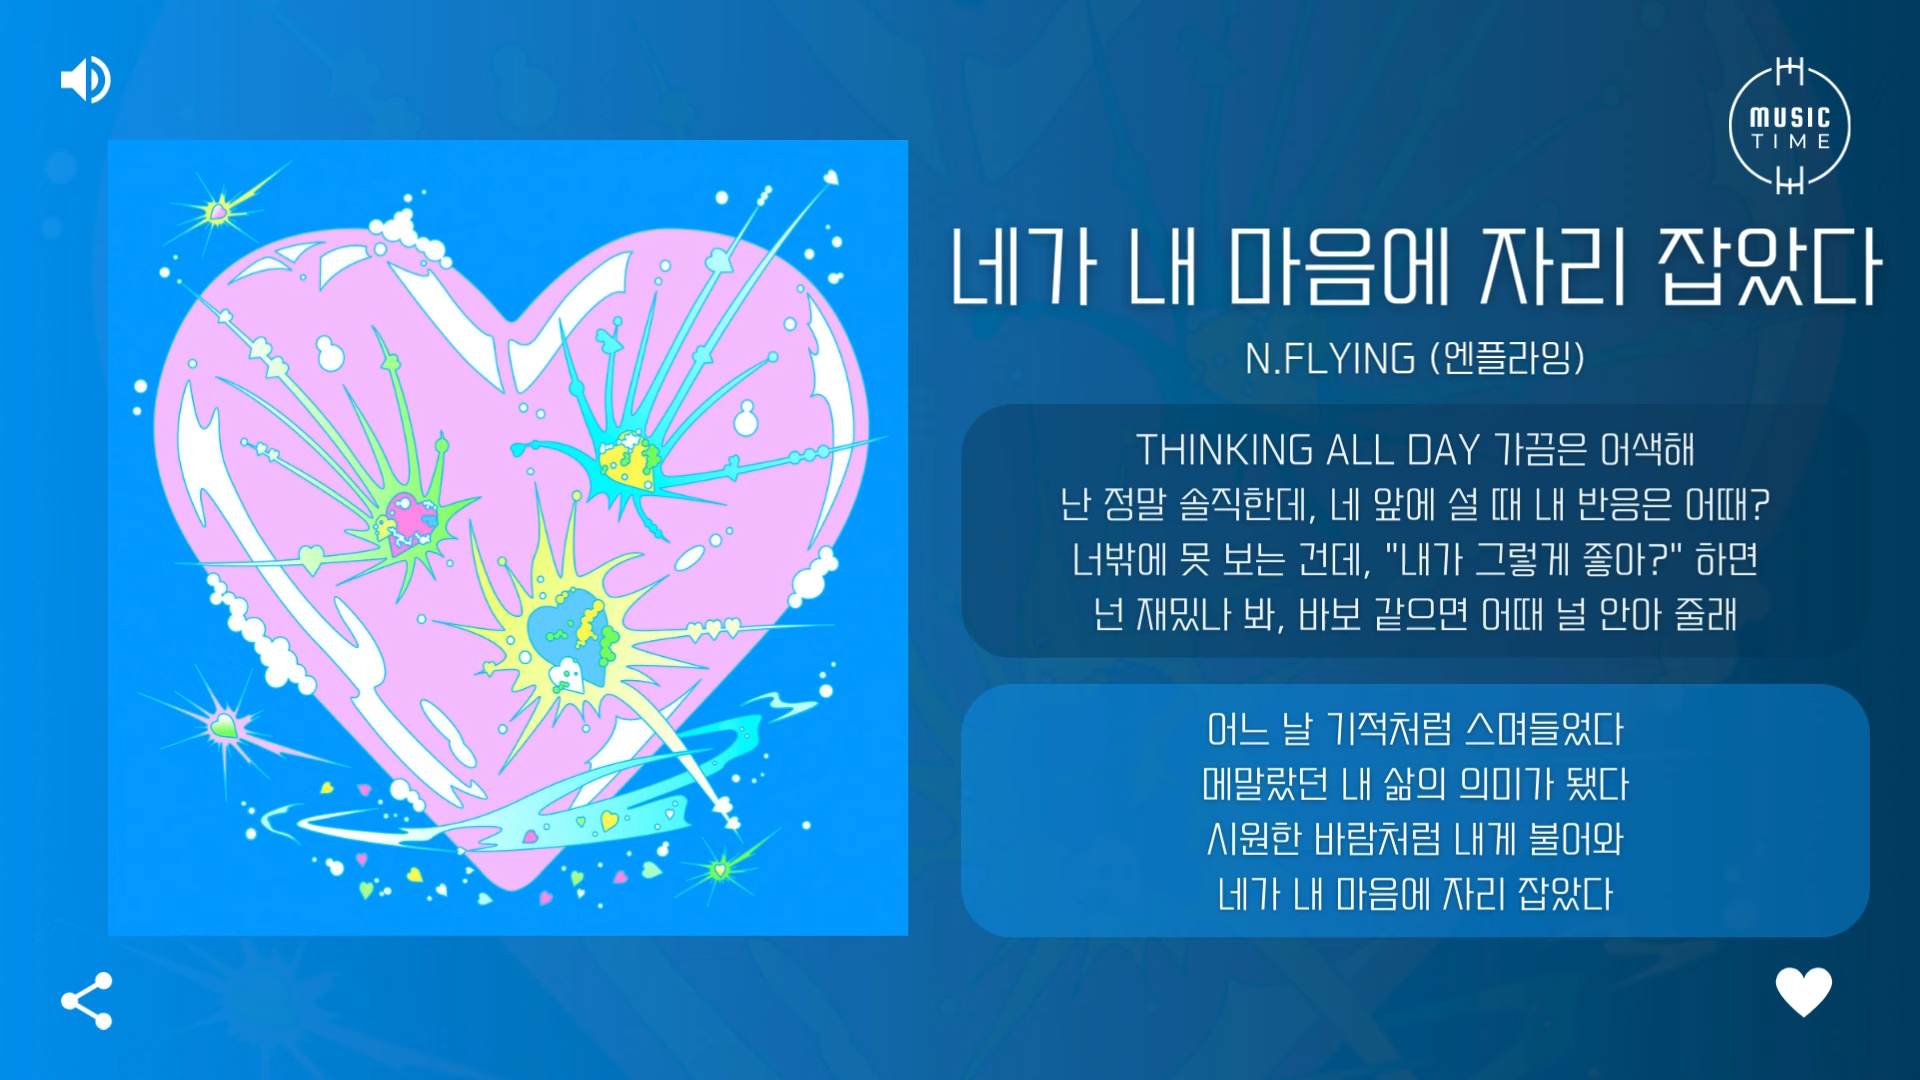 MUSIC
TIME
네가 내 마음에 자리 잡았다
N.FLYING (엔플라잉)
THINKING ALL DAY 가끔은 어색해
난 정말 솔직한데, 네 앞에 설 때 내 반응은 어때?
너밖에 못 보는 건데, "내가 그렇게 좋아?" 하면
넌 재밌나 봐, 바보 같으면 어때 널 안아 줄래
어느 날 기적처럼 스며들었다
메말랐던 내 삶의 의미가 됐다
시원한 바람처럼 내게 불어와
네가 내 마음에 자리 잡았다